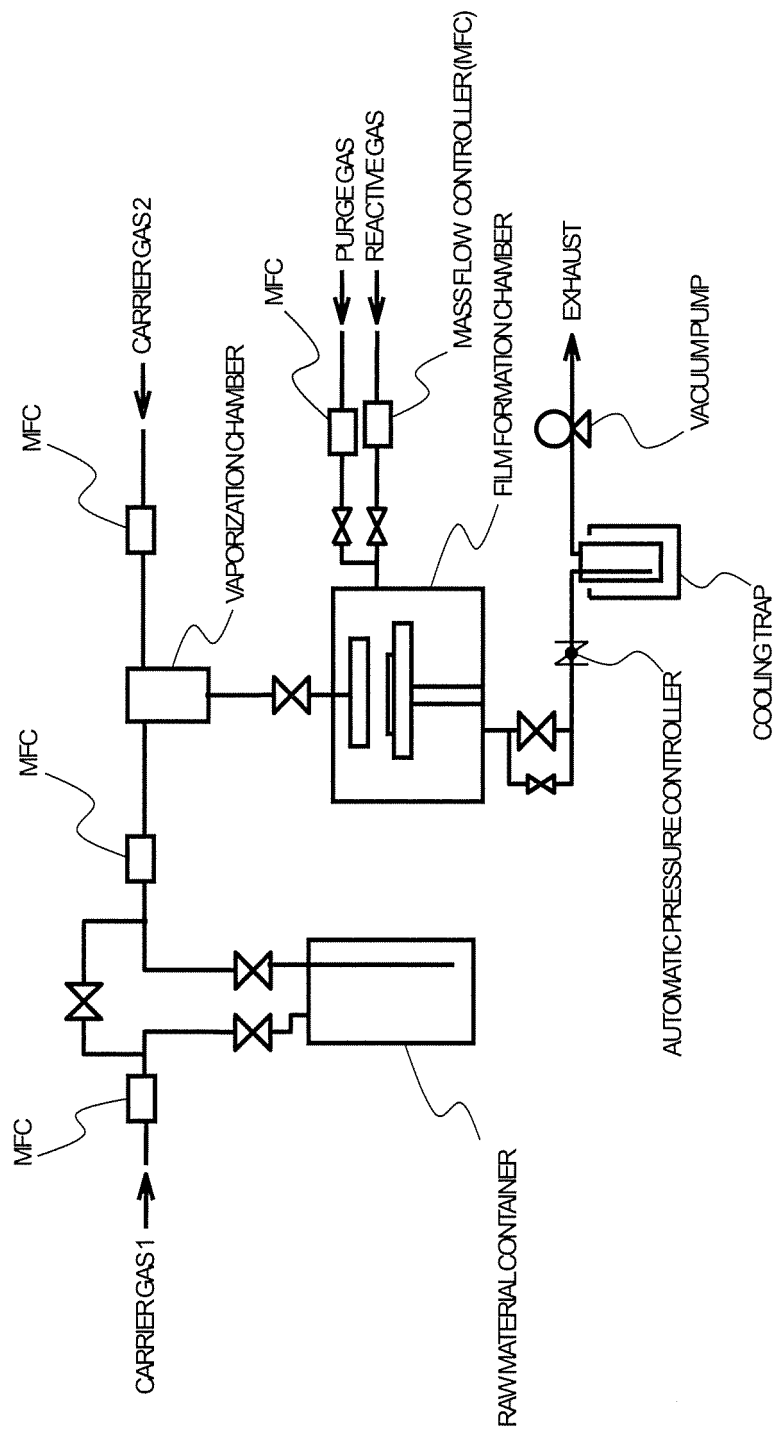 CARRIER GAS 1
MFC
MFC
MFC
CARRIER GAS 2
VAPORIZATION CHAMBER
MFC
PURGE GAS
REACTIVE GAS
MASS FLOW CONTROLLER (MFC)
FILM FORMATION CHAMBER
EXHAUST
VACUUM PUMP
COOLING TRAP
AUTOMATIC PRESSURE CONTROLLER
RAW MATERIAL CONTAINER